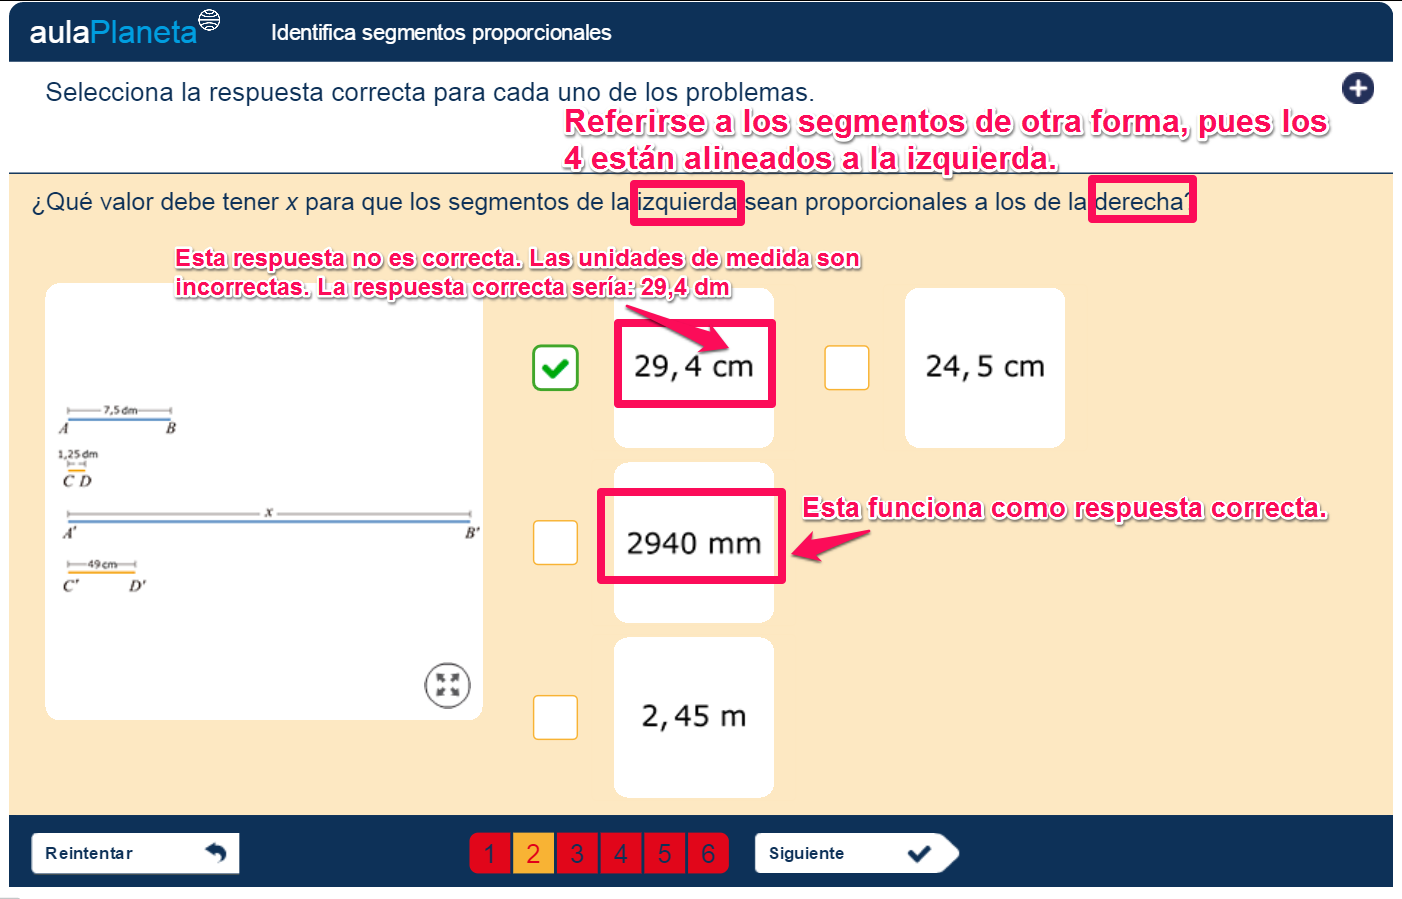 aulaPlaneta
Identifica segmentos proporcionales
Selecciona la respuesta correcta para cada uno de los problemas.
Referirse a los segmentos de otra forma, pues los
4 están alineados a la izquierda.
¿Qué valor debe tener x para que los segmentos de la izquierda sean proporcionales a los de la derecha?
Esta respuesta no es correcta. Las unidades de medida son
incorrectas. La respuesta correcta sería: 29,4 dm
29,4 cm
24,5 cm
7,5 dm
A B
1,25 dm
C D
x
A' B'
49 cm
C' D'
Esta funciona como respuesta correcta.
2940 mm
2,45 m
Reintentar
1 2 3 4 5 6
Siguiente